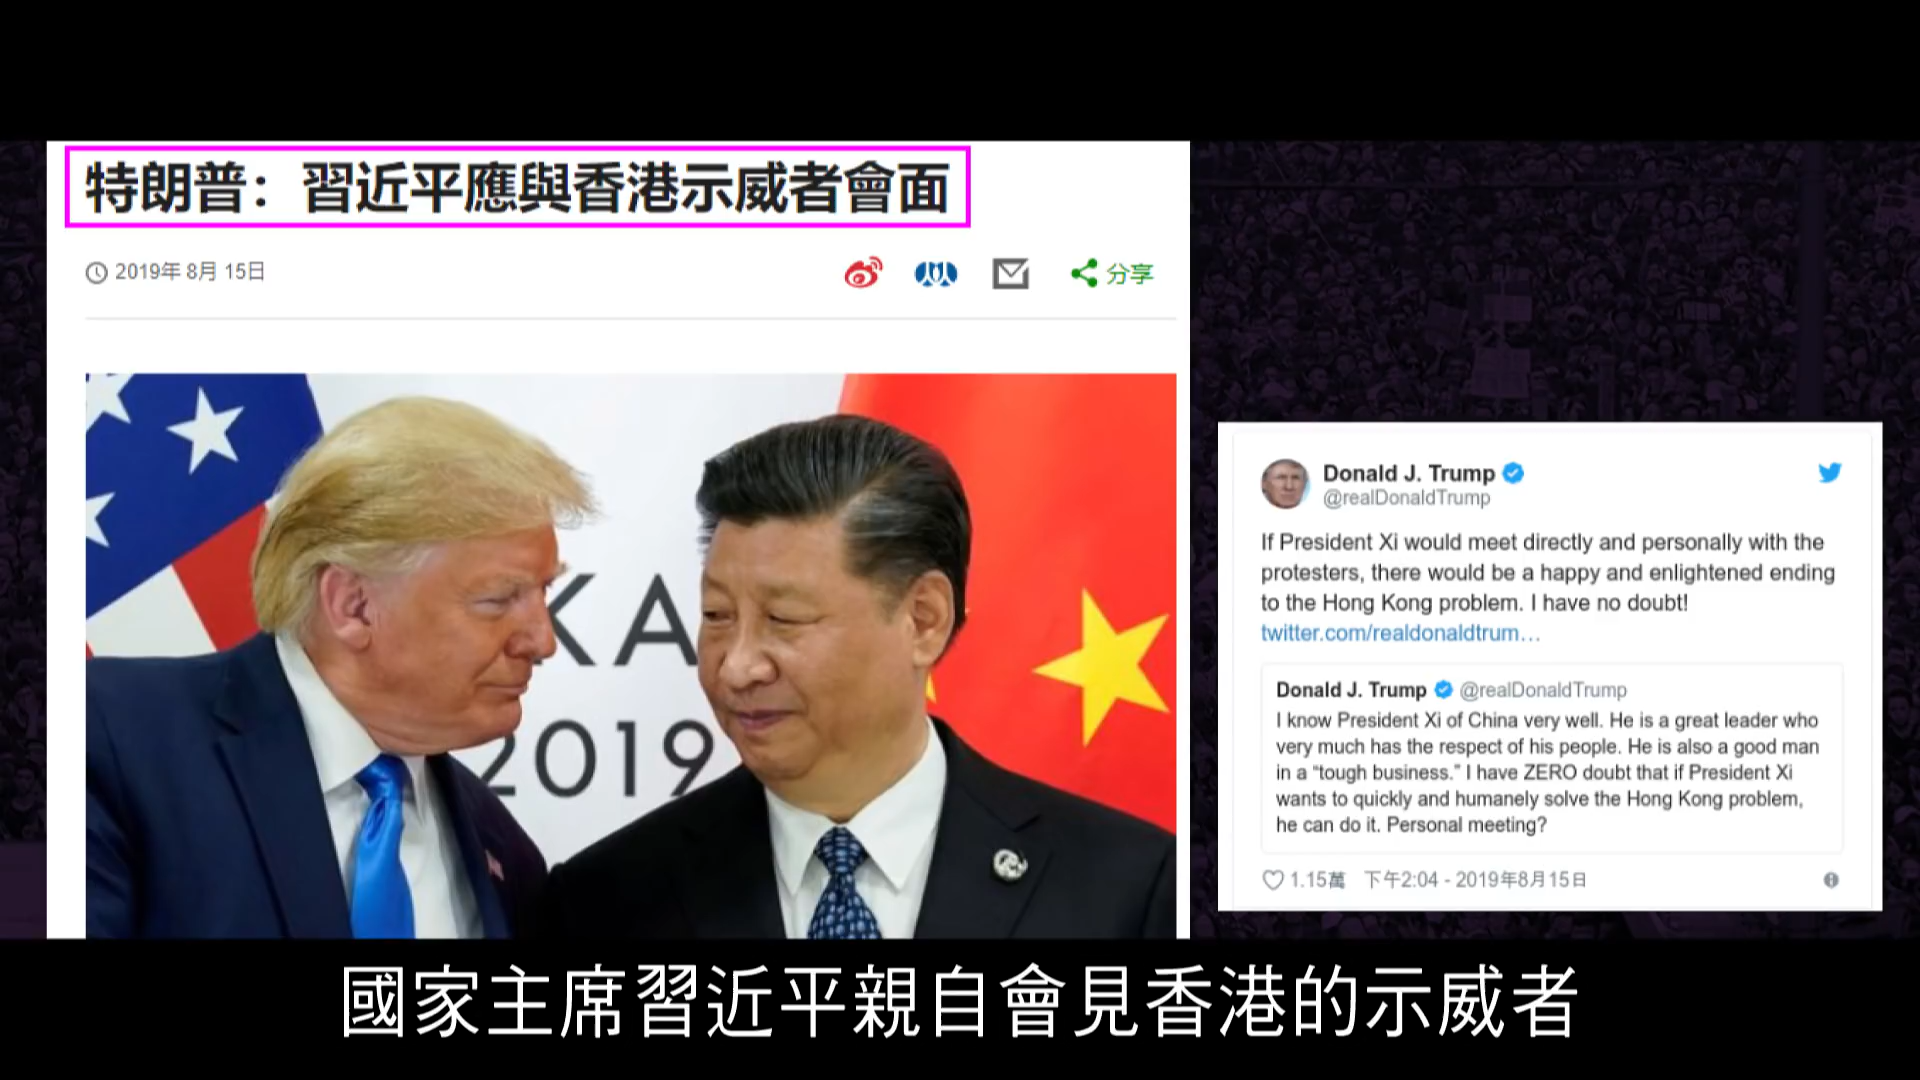 特朗普：習近平應與香港示威者會面
2019年 8月 15日
分享
KA
2019
Donald J. Trump
@realDonaldTrump
If President Xi would meet directly and personally with the
protesters, there would be a happy and enlightened ending
to the Hong Kong problem. I have no doubt!
twitter.com/realdonaldtrum…
Donald J. Trump @realDonaldTrump
I know President Xi of China very well. He is a great leader who
very much has the respect of his people. He is also a good man
in a “tough business.” I have ZERO doubt that if President Xi
wants to quickly and humanely solve the Hong Kong problem,
he can do it. Personal meeting?
1.15萬 下午2:04 - 2019年8月15日
國家主席習近平親自會見香港的示威者